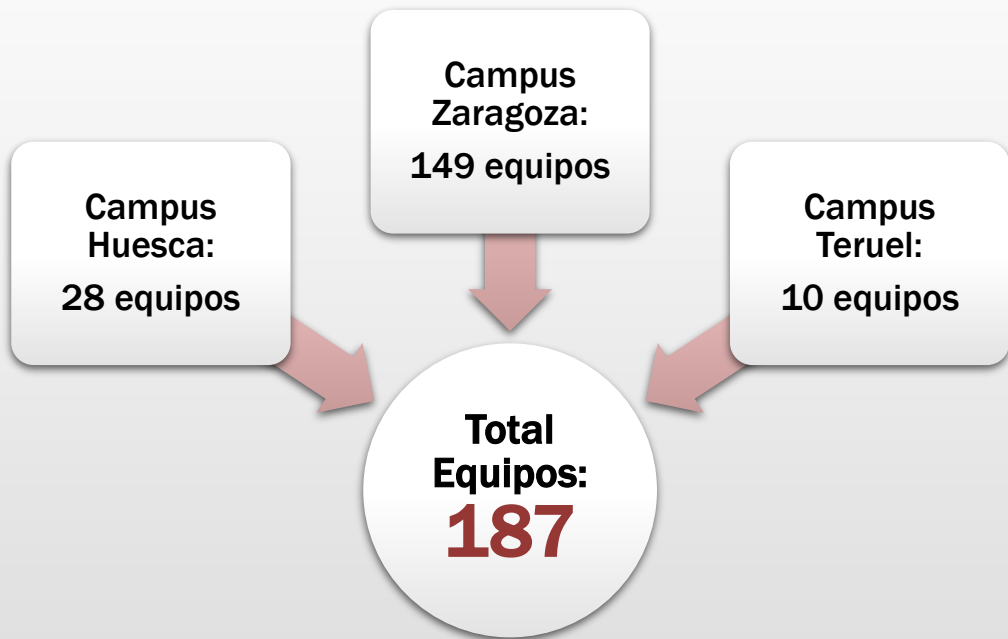 Campus
Zaragoza:
149 equipos
Campus
Huesca:
28 equipos
Campus
Teruel:
10 equipos
Total
Equipos:
187